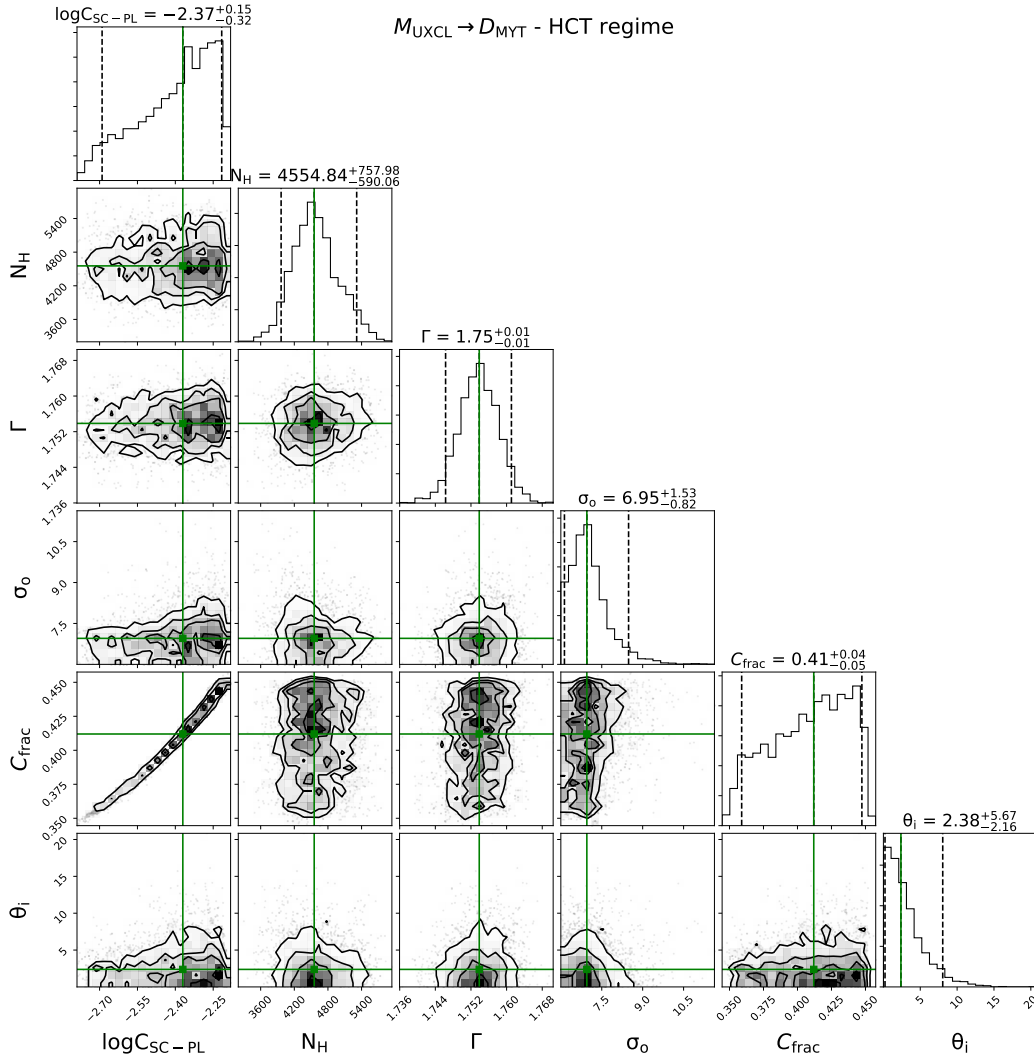 logC_SC−PL = −2.37 +0.15 −0.32
M_UXCL → D_MYT - HCT regime
N_H = 4554.84 +757.98 −590.06
5400
4800
4200
3600
N_H
Γ = 1.75 +0.01 −0.01
1.768
1.760
1.752
1.744
1.736
Γ
σ_o = 6.95 +1.53 −0.82
10.5
9.0
7.5
σ_o
C_frac = 0.41 +0.04 −0.05
0.450
0.425
0.400
0.375
0.350
C_frac
θ_i = 2.38 +5.67 −2.16
20
15
10
5
θ_i
−2.70 −2.55 −2.40 −2.25
3600 4200 4800 5400
1.736 1.744 1.752 1.760 1.768
7.5 9.0 10.5
0.350 0.375 0.400 0.425 0.450
5 10 15 20
logC_SC−PL N_H Γ σ_o C_frac θ_i